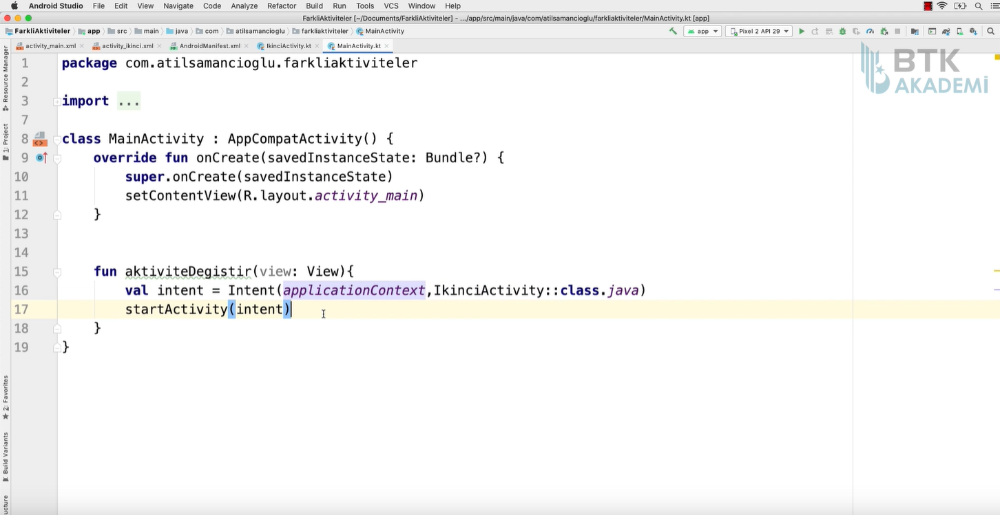 Android Studio File Edit View Navigate Code Analyze Refactor Build Run Tools VCS Window Help
FarkliAktiviteler [~/Documents/FarkliAktiviteler] - .../app/src/main/java/com/atilsamancioglu/farkliaktiviteler/MainActivity.kt [app]
FarkliAktiviteler app src main java com atilsamancioglu farkliaktiviteler MainActivity app Pixel 2 API 29
activity_main.xml activity_ikinci.xml AndroidManifest.xml IkinciActivity.kt MainActivity.kt
Resource Manager
1: Project
2: Favorites
Build Variants
ucture
BTK
AKADEMİ
1 package com.atilsamancioglu.farkliaktiviteler
2
3 import ...
7
8 class MainActivity : AppCompatActivity() {
9 override fun onCreate(savedInstanceState: Bundle?) {
10 super.onCreate(savedInstanceState)
11 setContentView(R.layout.activity_main)
12 }
13
14
15 fun aktiviteDegistir(view: View){
16 val intent = Intent(applicationContext,IkinciActivity::class.java)
17 startActivity(intent)
18 }
19 }